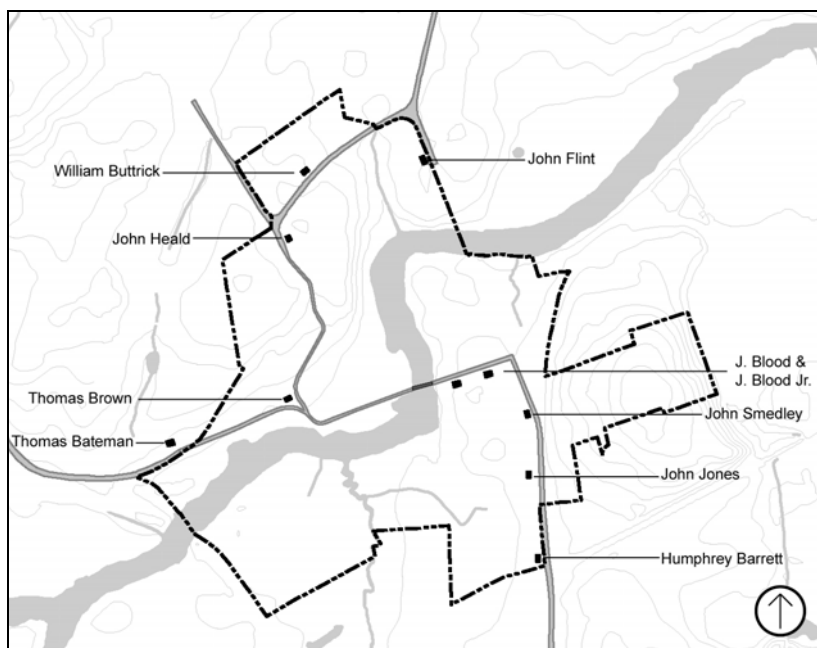 William Buttrick
John Flint
John Heald
J. Blood &
J. Blood Jr.
Thomas Brown
John Smedley
Thomas Bateman
John Jones
Humphrey Barrett